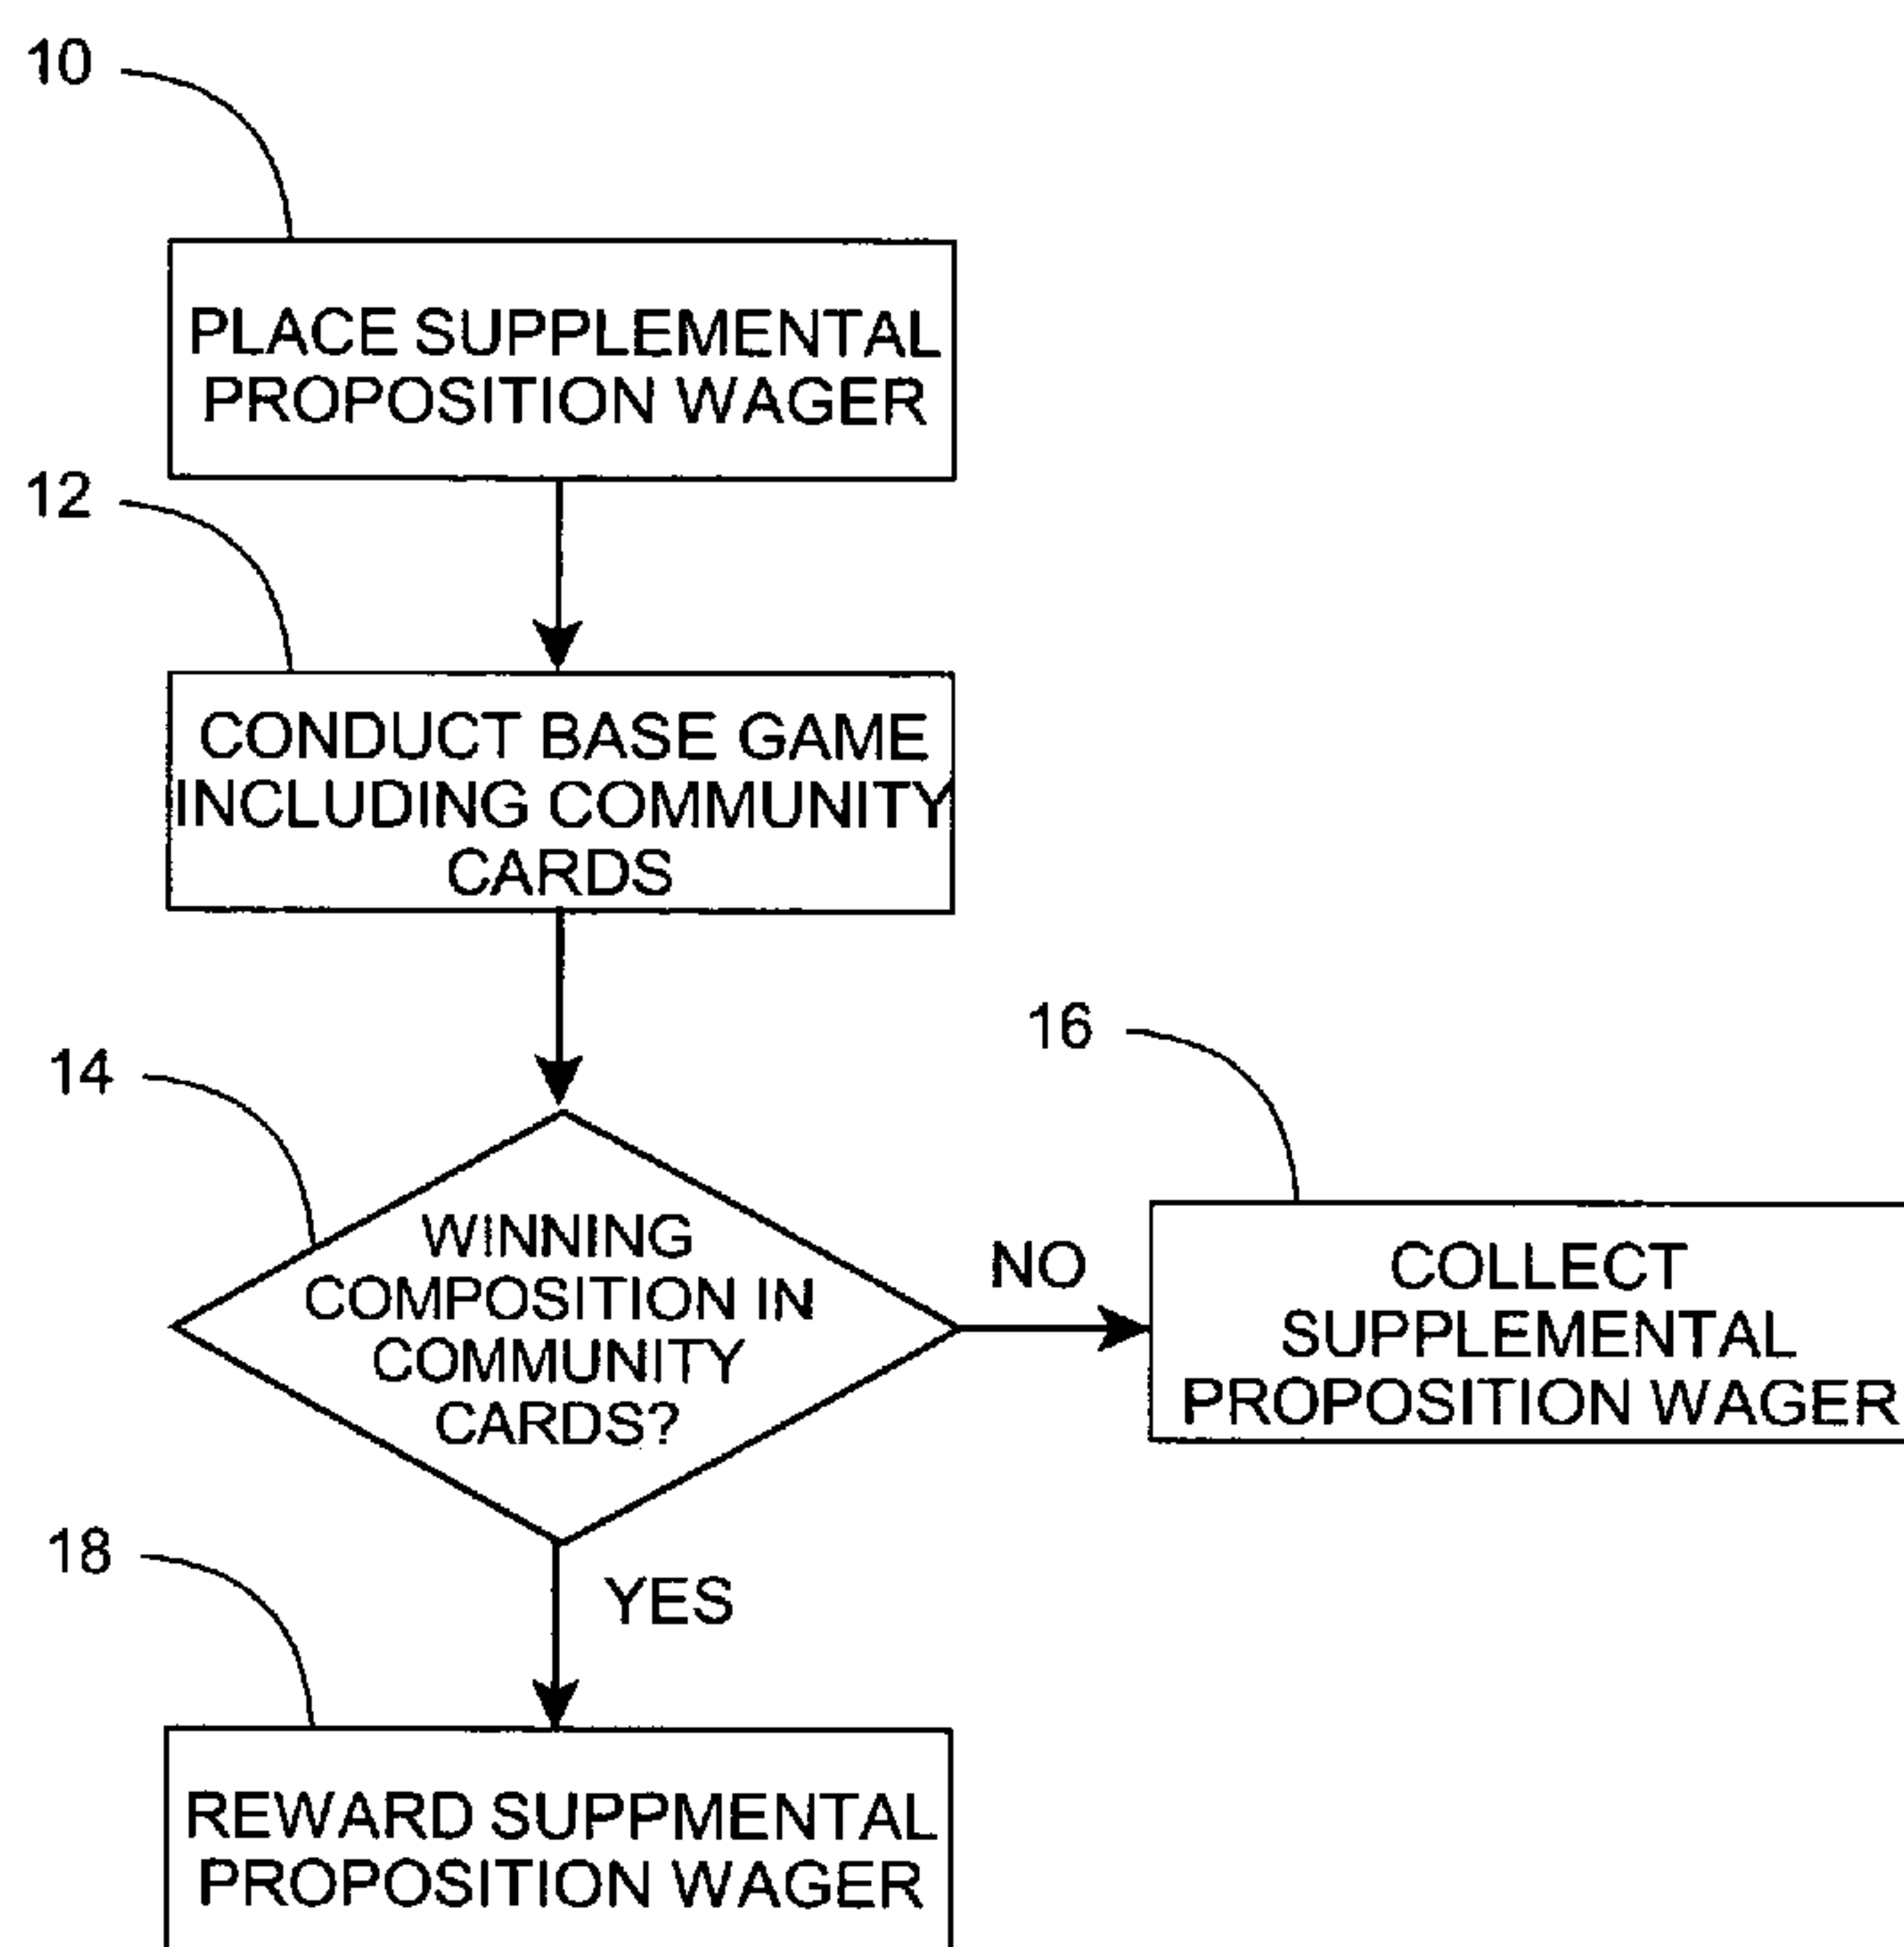 10
PLACE SUPPLEMENTAL
PROPOSITION WAGER
12
CONDUCT BASE GAME
INCLUDING COMMUNITY
CARDS
14
WINNING
COMPOSITION IN
COMMUNITY
CARDS?
NO
16
COLLECT
SUPPLEMENTAL
PROPOSITION WAGER
YES
18
REWARD SUPPMENTAL
PROPOSITION WAGER